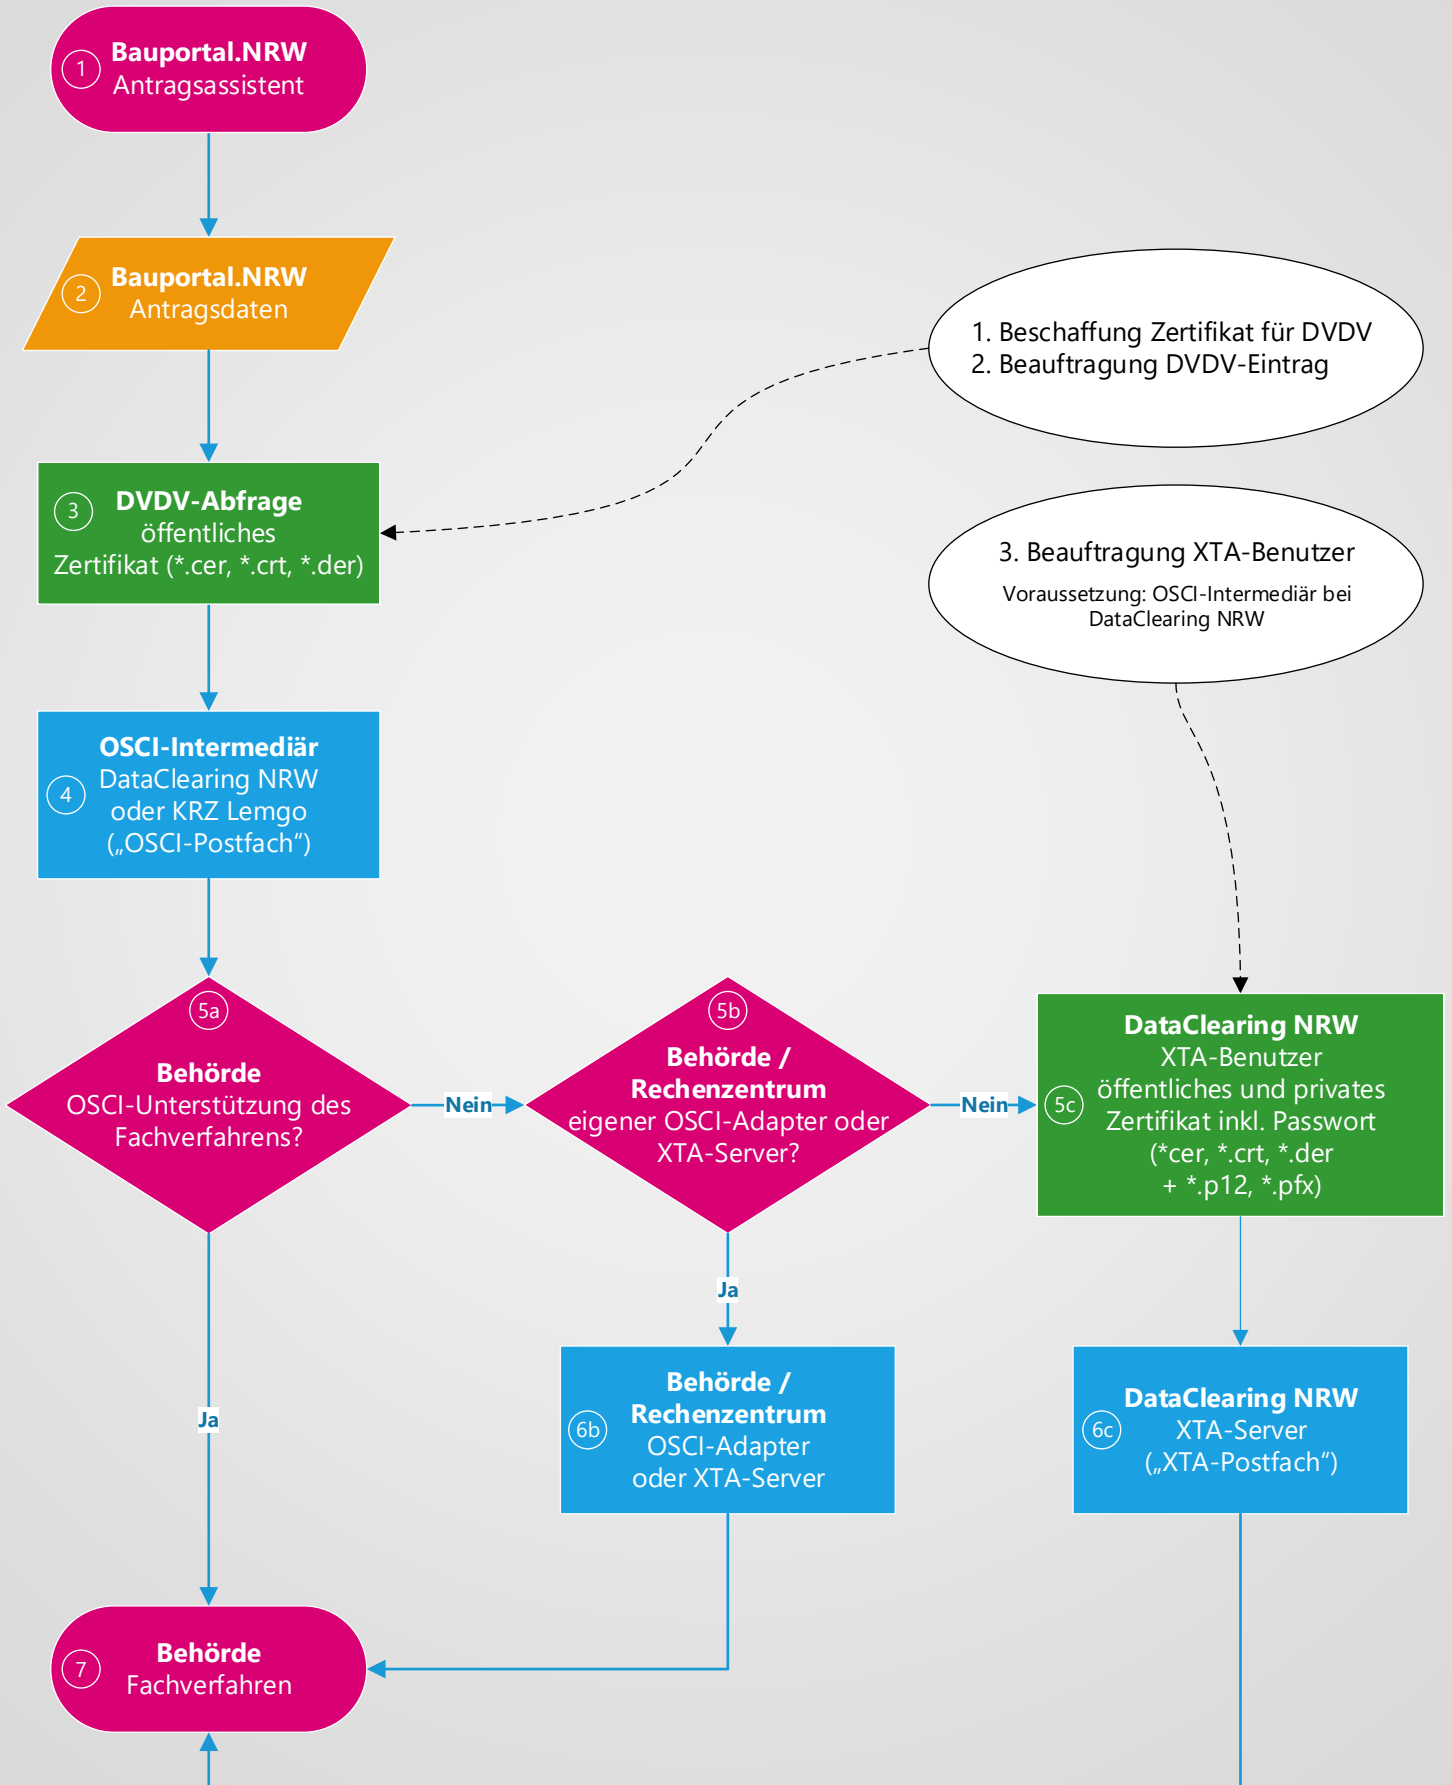 1
Bauportal.NRW
Antragsassistent
2
Bauportal.NRW
Antragsdaten
1. Beschaffung Zertifikat für DVDV
2. Beauftragung DVDV-Eintrag
3
DVDV-Abfrage
öffentliches
Zertifikat (*.cer, *.crt, *.der)
3. Beauftragung XTA-Benutzer
Voraussetzung: OSCI-Intermediär bei
DataClearing NRW
4
OSCI-Intermediär
DataClearing NRW
oder KRZ Lemgo
(„OSCI-Postfach“)
5a
Behörde
OSCI-Unterstützung des
Fachverfahrens?
Nein
5b
Behörde /
Rechenzentrum
eigener OSCI-Adapter oder
XTA-Server?
Nein
5c
DataClearing NRW
XTA-Benutzer
öffentliches und privates
Zertifikat inkl. Passwort
(*cer, *.crt, *.der
+ *.p12, *.pfx)
Ja
Ja
6b
Behörde /
Rechenzentrum
OSCI-Adapter
oder XTA-Server
6c
DataClearing NRW
XTA-Server
(„XTA-Postfach“)
7
Behörde
Fachverfahren